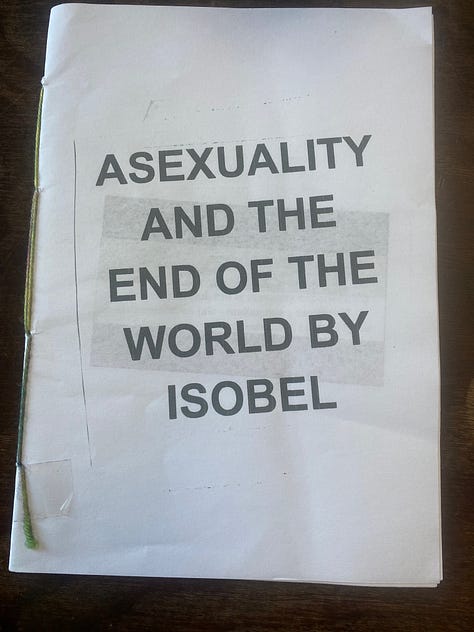 ASEXUALITY
AND THE
END OF THE
WORLD BY
ISOBEL